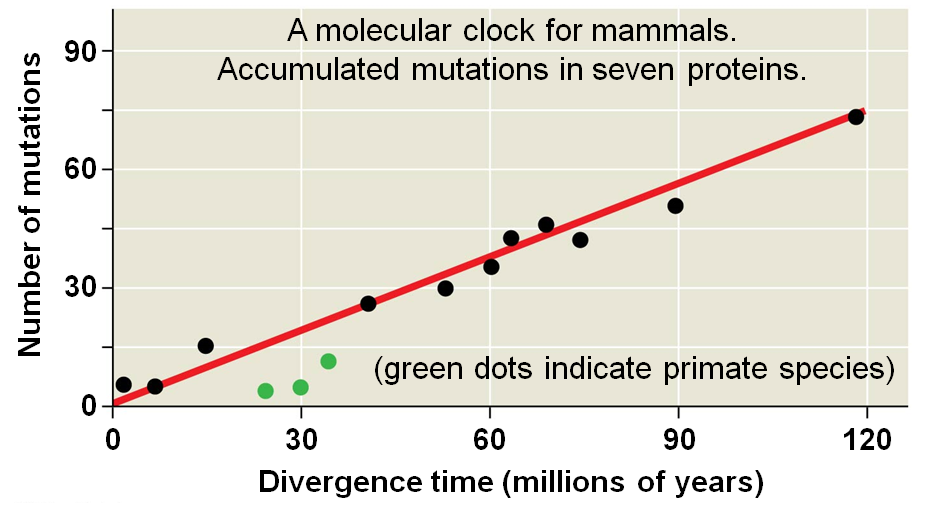 A molecular clock for mammals.
Accumulated mutations in seven proteins.
Number of mutations
90
60
30
0
(green dots indicate primate species)
0 30 60 90 120
Divergence time (millions of years)